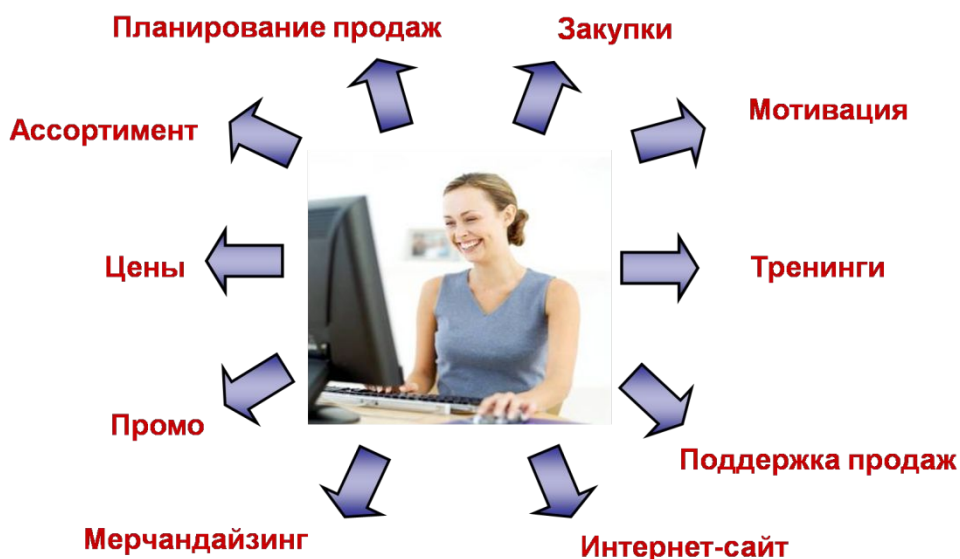 Планирование продаж
Закупки
Ассортимент
Мотивация
Цены
Тренинги
Промо
Поддержка продаж
Мерчандайзинг
Интернет-сайт